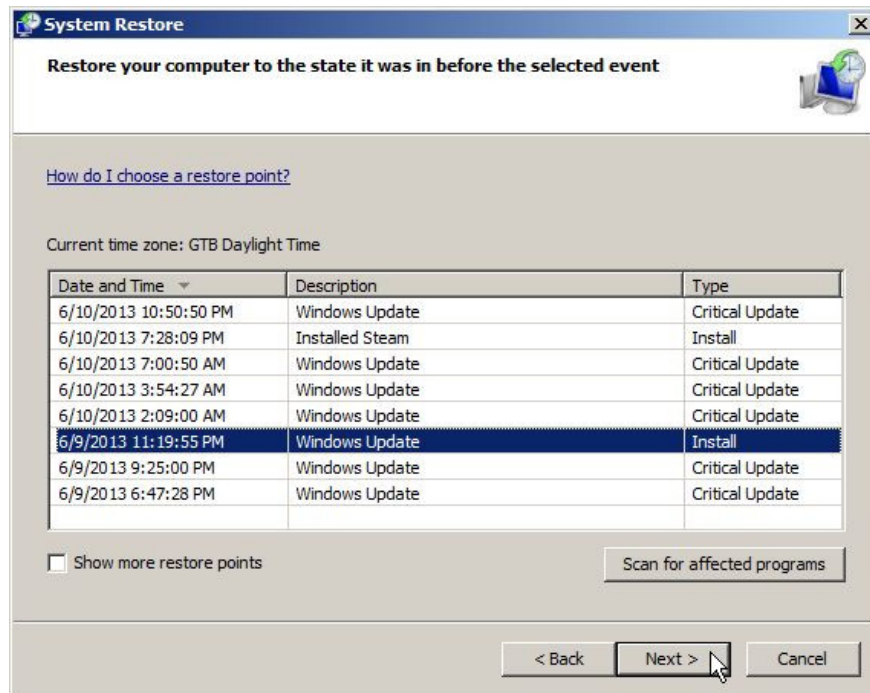 System Restore
Restore your computer to the state it was in before the selected event
How do I choose a restore point?
Current time zone: GTB Daylight Time
Date and Time Description Type
6/10/2013 10:50:50 PM Windows Update Critical Update
6/10/2013 7:28:09 PM Installed Steam Install
6/10/2013 7:00:50 AM Windows Update Critical Update
6/10/2013 3:54:27 AM Windows Update Critical Update
6/10/2013 2:09:00 AM Windows Update Critical Update
6/9/2013 11:19:55 PM Windows Update Install
6/9/2013 9:25:00 PM Windows Update Critical Update
6/9/2013 6:47:28 PM Windows Update Critical Update
Show more restore points Scan for affected programs
< Back Next > Cancel